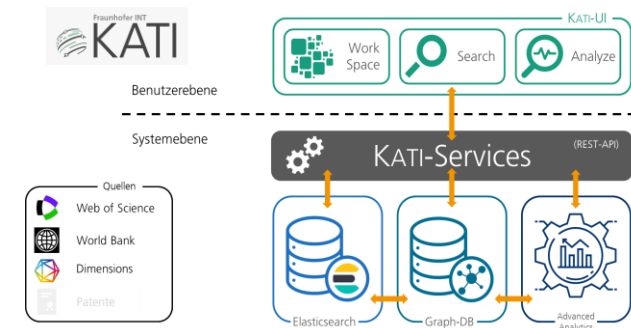 Fraunhofer INT
KATI
KATI-UI
Work
Space
Search
Analyze
Benutzerebene
Systemebene
KATI-Services
(REST-API)
Quellen
Web of Science
World Bank
Dimensions
Patente
Elasticsearch
Graph-DB
Advanced
Analytics